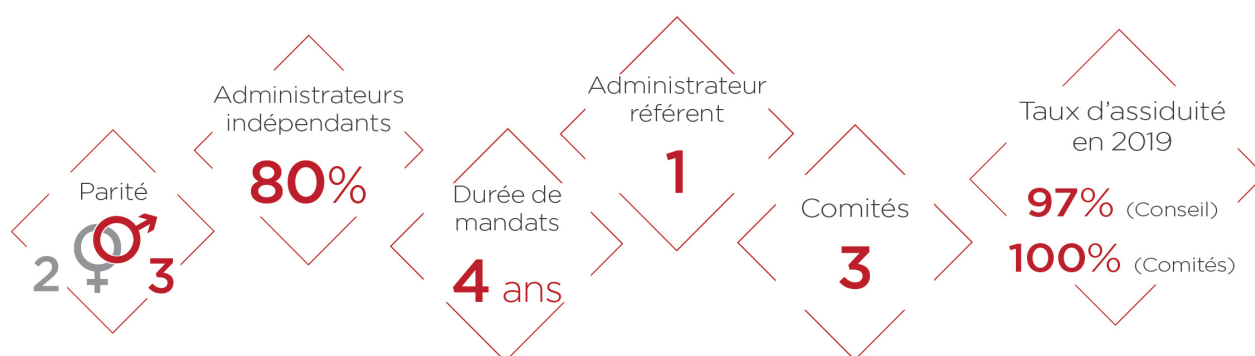 Parité
2 3
Administrateurs
indépendants
80%
Durée de
mandats
4 ans
Administrateur
référent
1
Comités
3
Taux d’assiduité
en 2019
97% (Conseil)
100% (Comités)